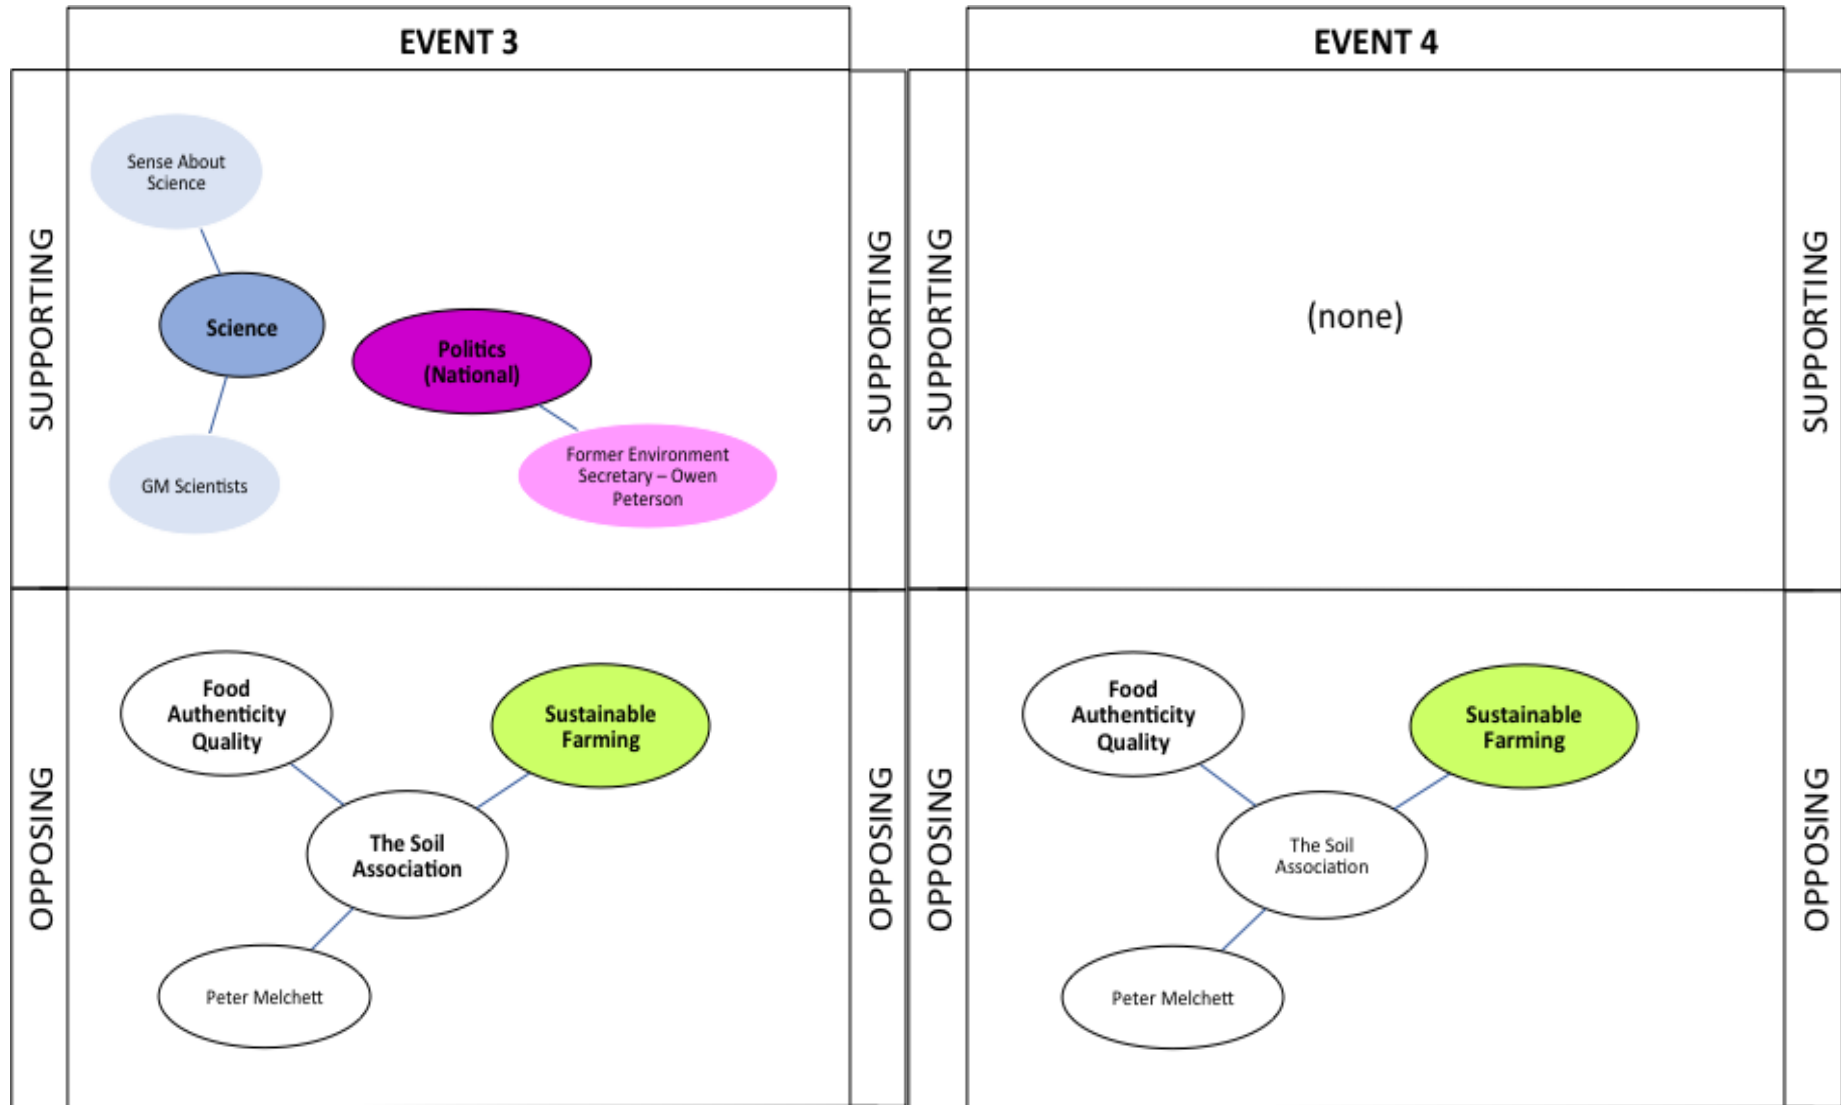 EVENT 3
EVENT 4
SUPPORTING
Sense About
Science
Science
GM Scientists
Politics
(National)
Former Environment
Secretary – Owen
Peterson
SUPPORTING
SUPPORTING
(none)
SUPPORTING
OPPOSING
Food
Authenticity
Quality
Sustainable
Farming
The Soil
Association
Peter Melchett
OPPOSING
OPPOSING
Food
Authenticity
Quality
Sustainable
Farming
The Soil
Association
Peter Melchett
OPPOSING